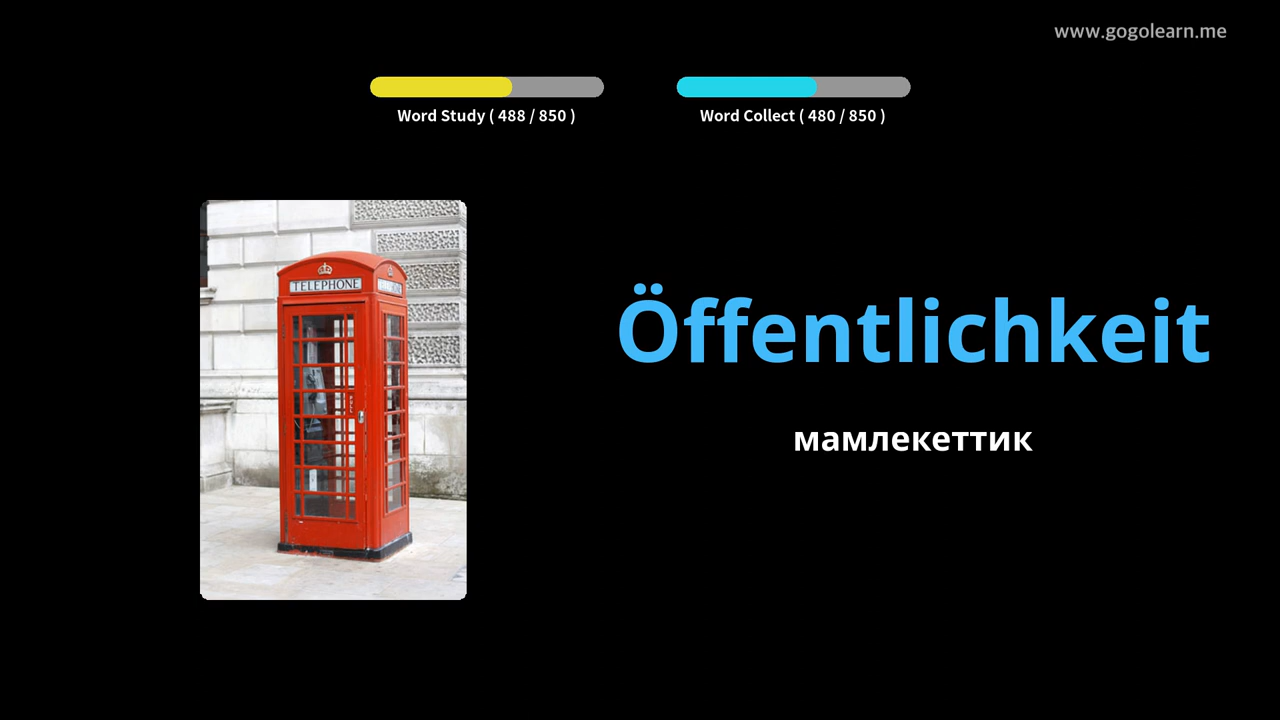 www.gogolearn.me
Word Study ( 488 / 850 )
Word Collect ( 480 / 850 )
TELEPHONE
Öffentlichkeit
мамлекеттик